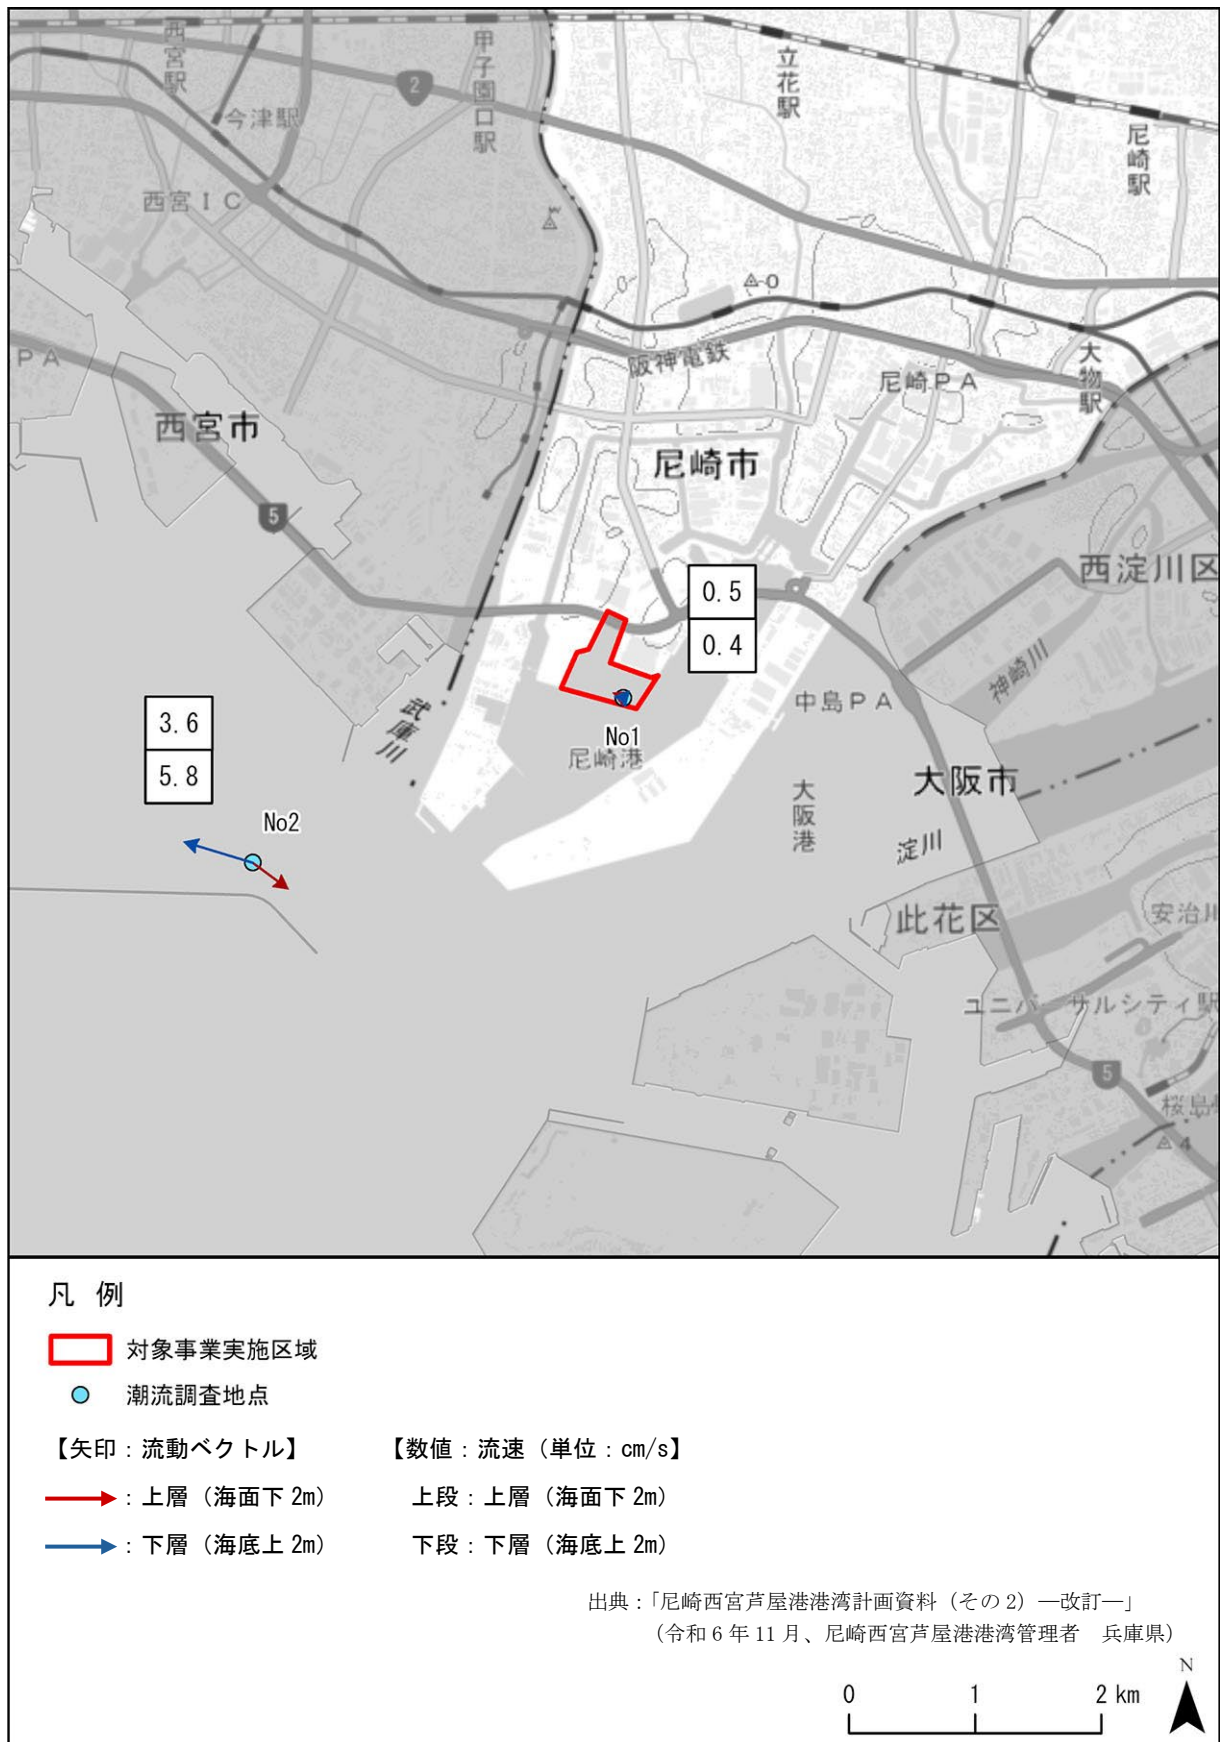 西宮駅
甲子園口駅
立花駅
2
今津駅
尼崎駅
西宮IC
0
阪神電鉄
大物駅
PA
尼崎PA
西宮市
尼崎市
5
西淀川区
0.5
0.4
神崎川
中島PA
武庫川
3.6
5.8
No1
尼崎港
大阪市
大阪港
No2
淀川
此花区
安治川
ユニバーサルシティ駅
5
桜島
4
凡 例
対象事業実施区域
潮流調査地点
【矢印：流動ベクトル】 【数値：流速（単位：cm/s】
：上層（海面下 2m） 上段：上層（海面下 2m）
：下層（海底上 2m） 下段：下層（海底上 2m）
出典：「尼崎西宮芦屋港港湾計画資料（その 2）―改訂―」
（令和 6 年 11 月、尼崎西宮芦屋港港湾管理者　兵庫県）
N
0 1 2 km